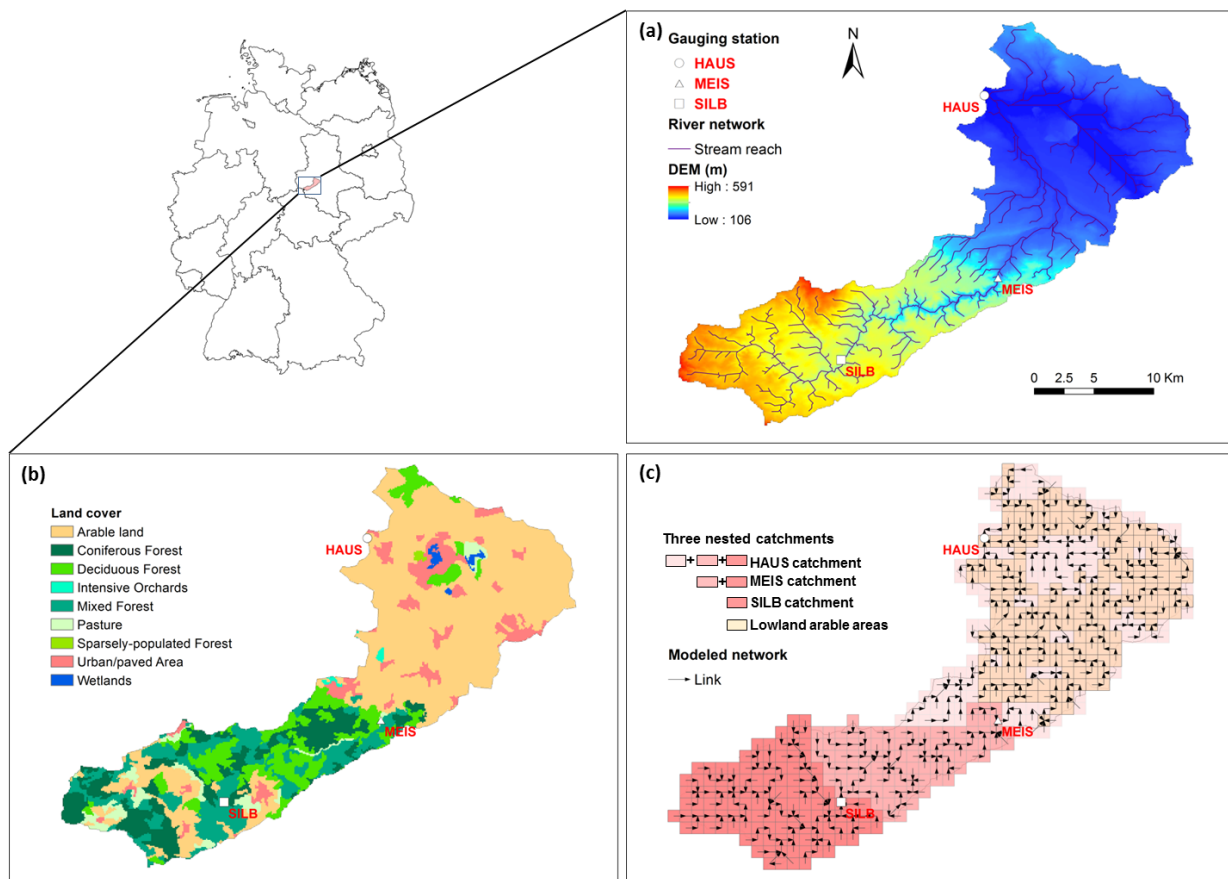 (a)
Gauging station
HAUS
MEIS
SILB
River network
Stream reach
DEM (m)
High : 591
Low : 106
N
HAUS
MEIS
SILB
0 2.5 5 10 Km
(b)
Land cover
Arable land
Coniferous Forest
Deciduous Forest
Intensive Orchards
Mixed Forest
Pasture
Sparsely-populated Forest
Urban/paved Area
Wetlands
HAUS
MEIS
SILB
(c)
Three nested catchments
+ + HAUS catchment
+ MEIS catchment
SILB catchment
Lowland arable areas
Modeled network
Link
HAUS
MEIS
SILB